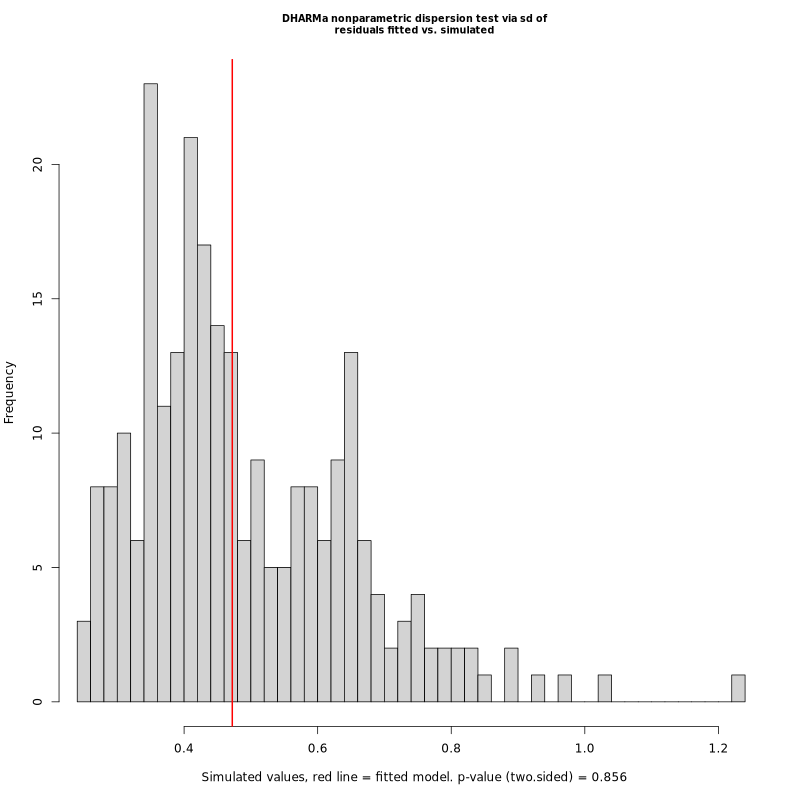 DHARMa nonparametric dispersion test via sd of
residuals fitted vs. simulated
Frequency
20
15
10
5
0
0.4 0.6 0.8 1.0 1.2
Simulated values, red line = fitted model. p-value (two.sided) = 0.856